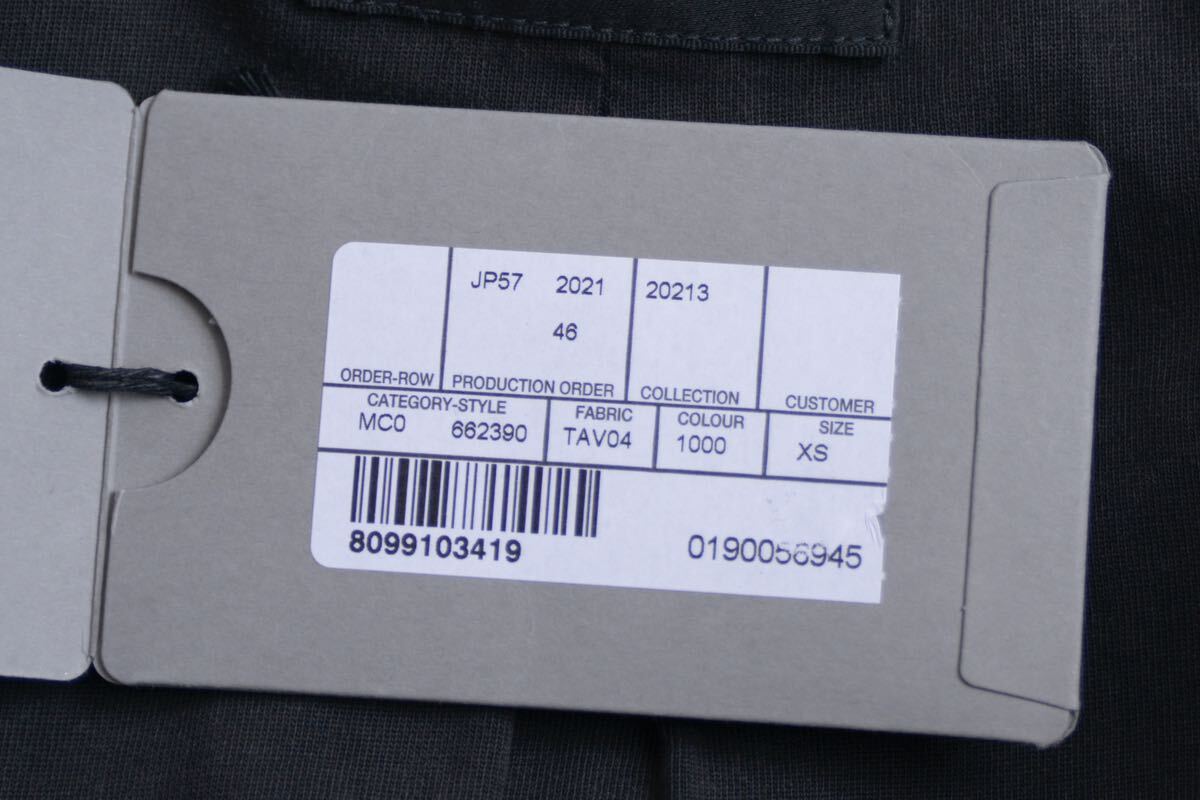 JP57 2021 20213
46
ORDER-ROW PRODUCTION ORDER COLLECTION CUSTOMER
CATEGORY-STYLE FABRIC COLOUR SIZE
MC0 662390 TAV04 1000 XS
8099103419 0190056945